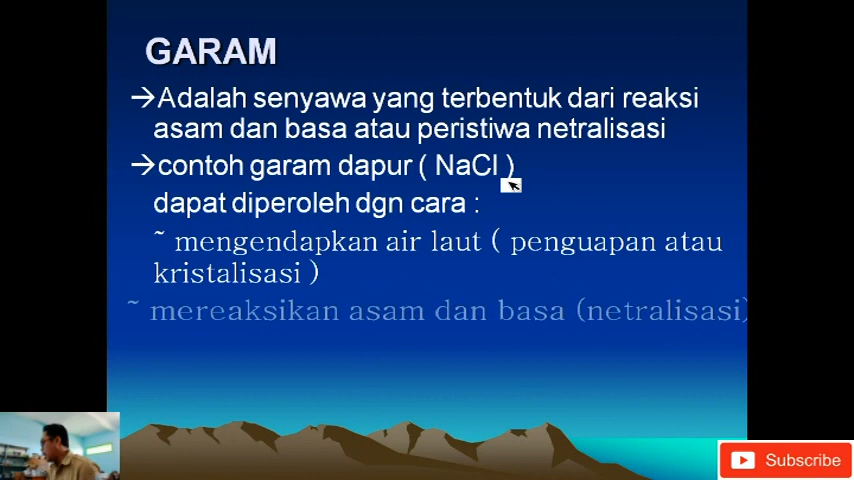 GARAM
→Adalah senyawa yang terbentuk dari reaksi
asam dan basa atau peristiwa netralisasi
→contoh garam dapur ( NaCl )
dapat diperoleh dgn cara :
~ mengendapkan air laut ( penguapan atau
kristalisasi )
~ mereaksikan asam dan basa (netralisasi)
Subscribe